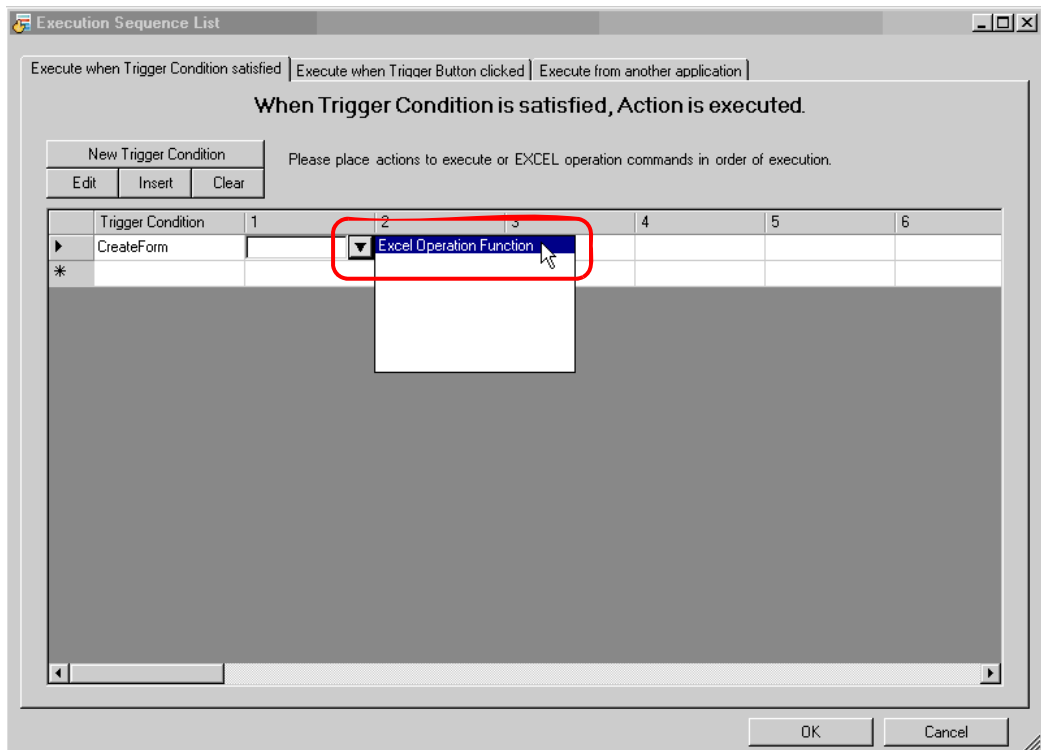 Execution Sequence List
Execute when Trigger Condition satisfied Execute when Trigger Button clicked Execute from another application
When Trigger Condition is satisfied, Action is executed.
New Trigger Condition
Please place actions to execute or EXCEL operation commands in order of execution.
Edit Insert Clear
Trigger Condition 1 2 3 4 5 6
CreateForm Excel Operation Function
OK Cancel